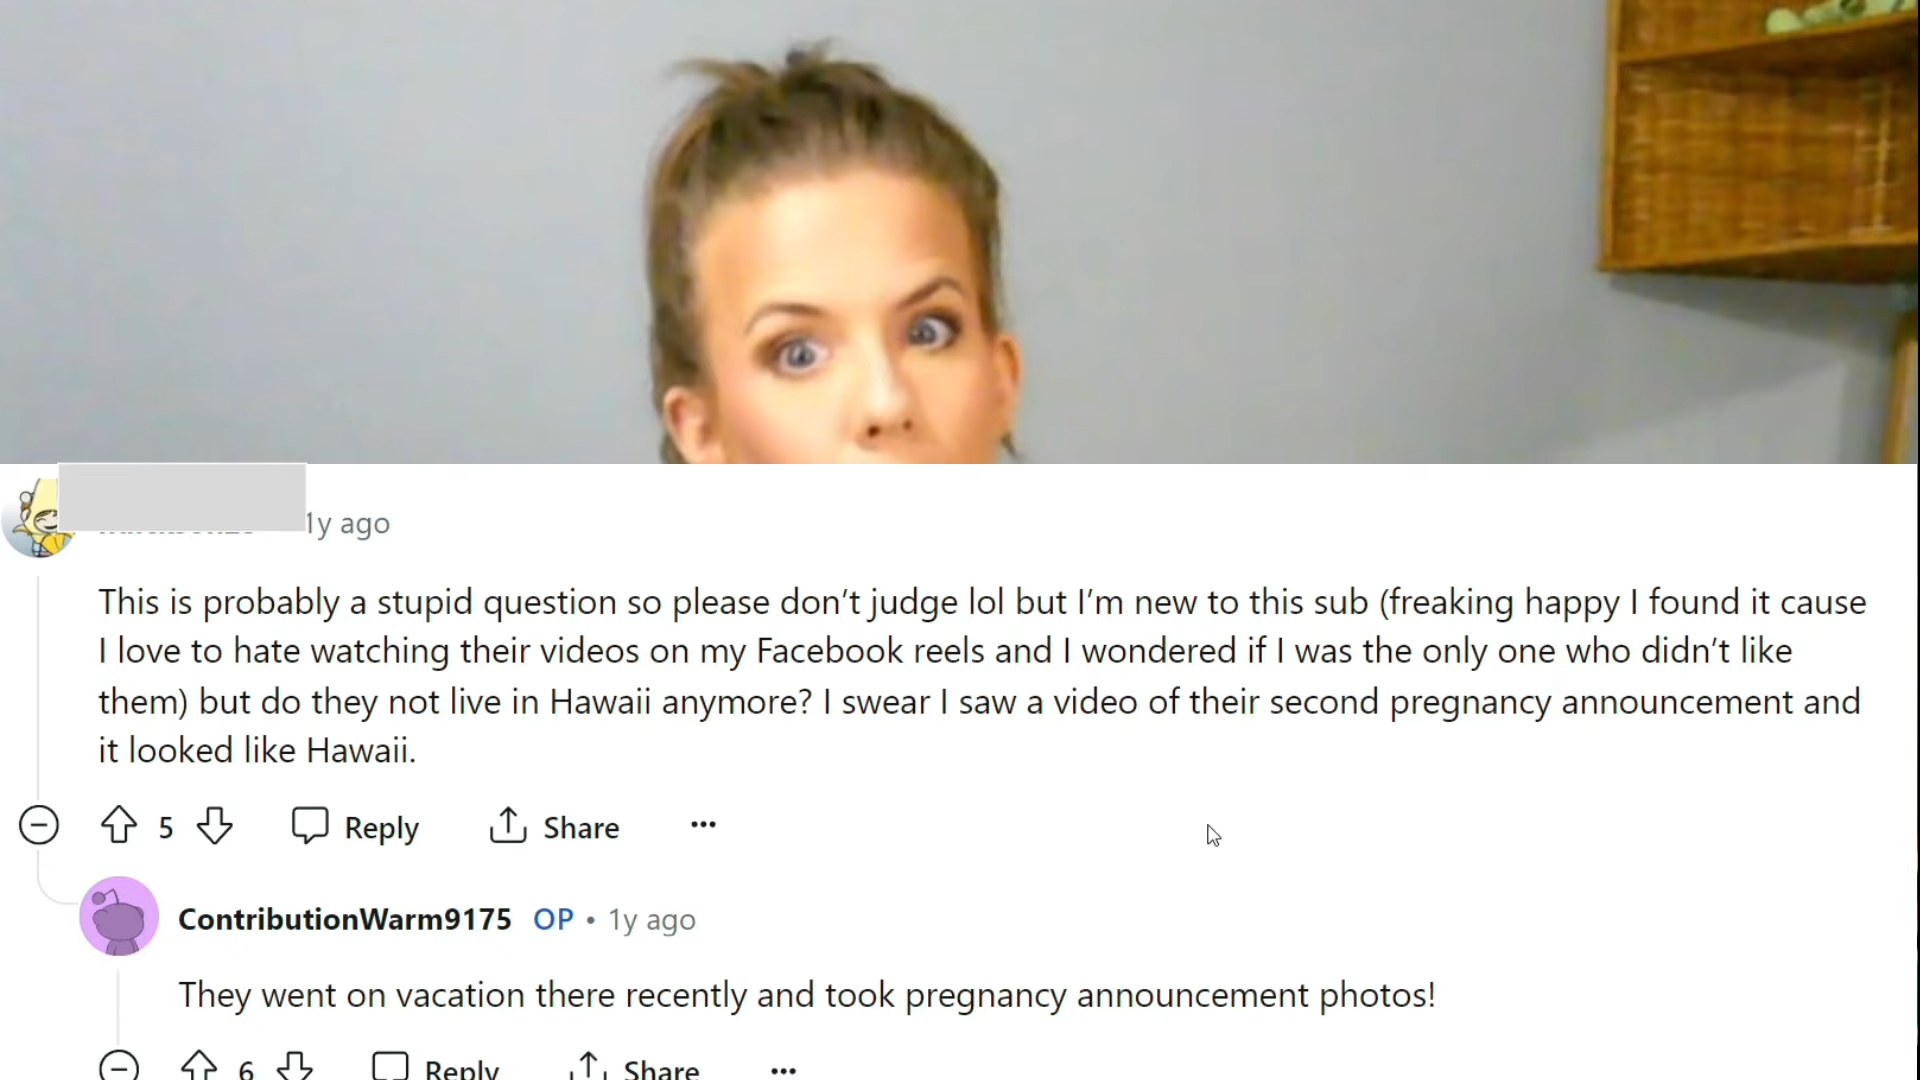 1y ago
This is probably a stupid question so please don’t judge lol but I’m new to this sub (freaking happy I found it cause
I love to hate watching their videos on my Facebook reels and I wondered if I was the only one who didn’t like
them) but do they not live in Hawaii anymore? I swear I saw a video of their second pregnancy announcement and
it looked like Hawaii.
5 Reply Share
ContributionWarm9175 OP • 1y ago
They went on vacation there recently and took pregnancy announcement photos!
6 Reply Share